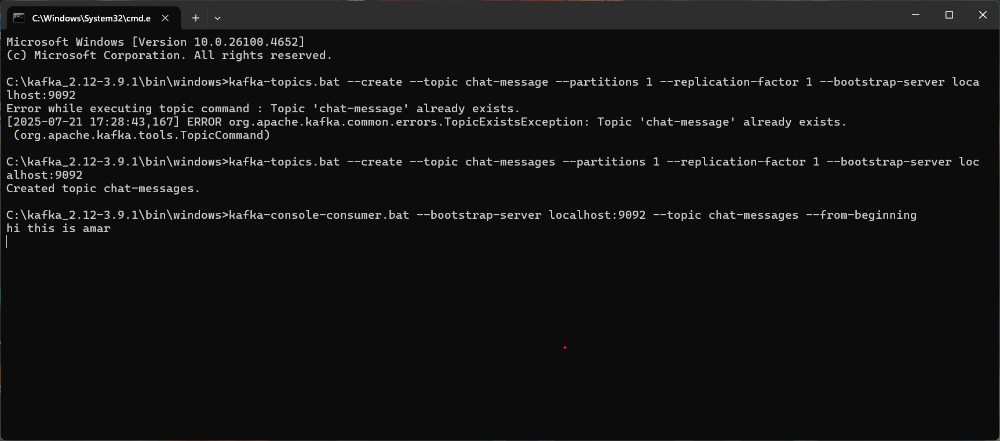 C:\Windows\System32\cmd.e
Microsoft Windows [Version 10.0.26100.4652]
(c) Microsoft Corporation. All rights reserved.
C:\kafka_2.12-3.9.1\bin\windows>kafka-topics.bat --create --topic chat-message --partitions 1 --replication-factor 1 --bootstrap-server loca
lhost:9092
Error while executing topic command : Topic 'chat-message' already exists.
[2025-07-21 17:28:43,167] ERROR org.apache.kafka.common.errors.TopicExistsException: Topic 'chat-message' already exists.
 (org.apache.kafka.tools.TopicCommand)
C:\kafka_2.12-3.9.1\bin\windows>kafka-topics.bat --create --topic chat-messages --partitions 1 --replication-factor 1 --bootstrap-server loc
alhost:9092
Created topic chat-messages.
C:\kafka_2.12-3.9.1\bin\windows>kafka-console-consumer.bat --bootstrap-server localhost:9092 --topic chat-messages --from-beginning
hi this is amar